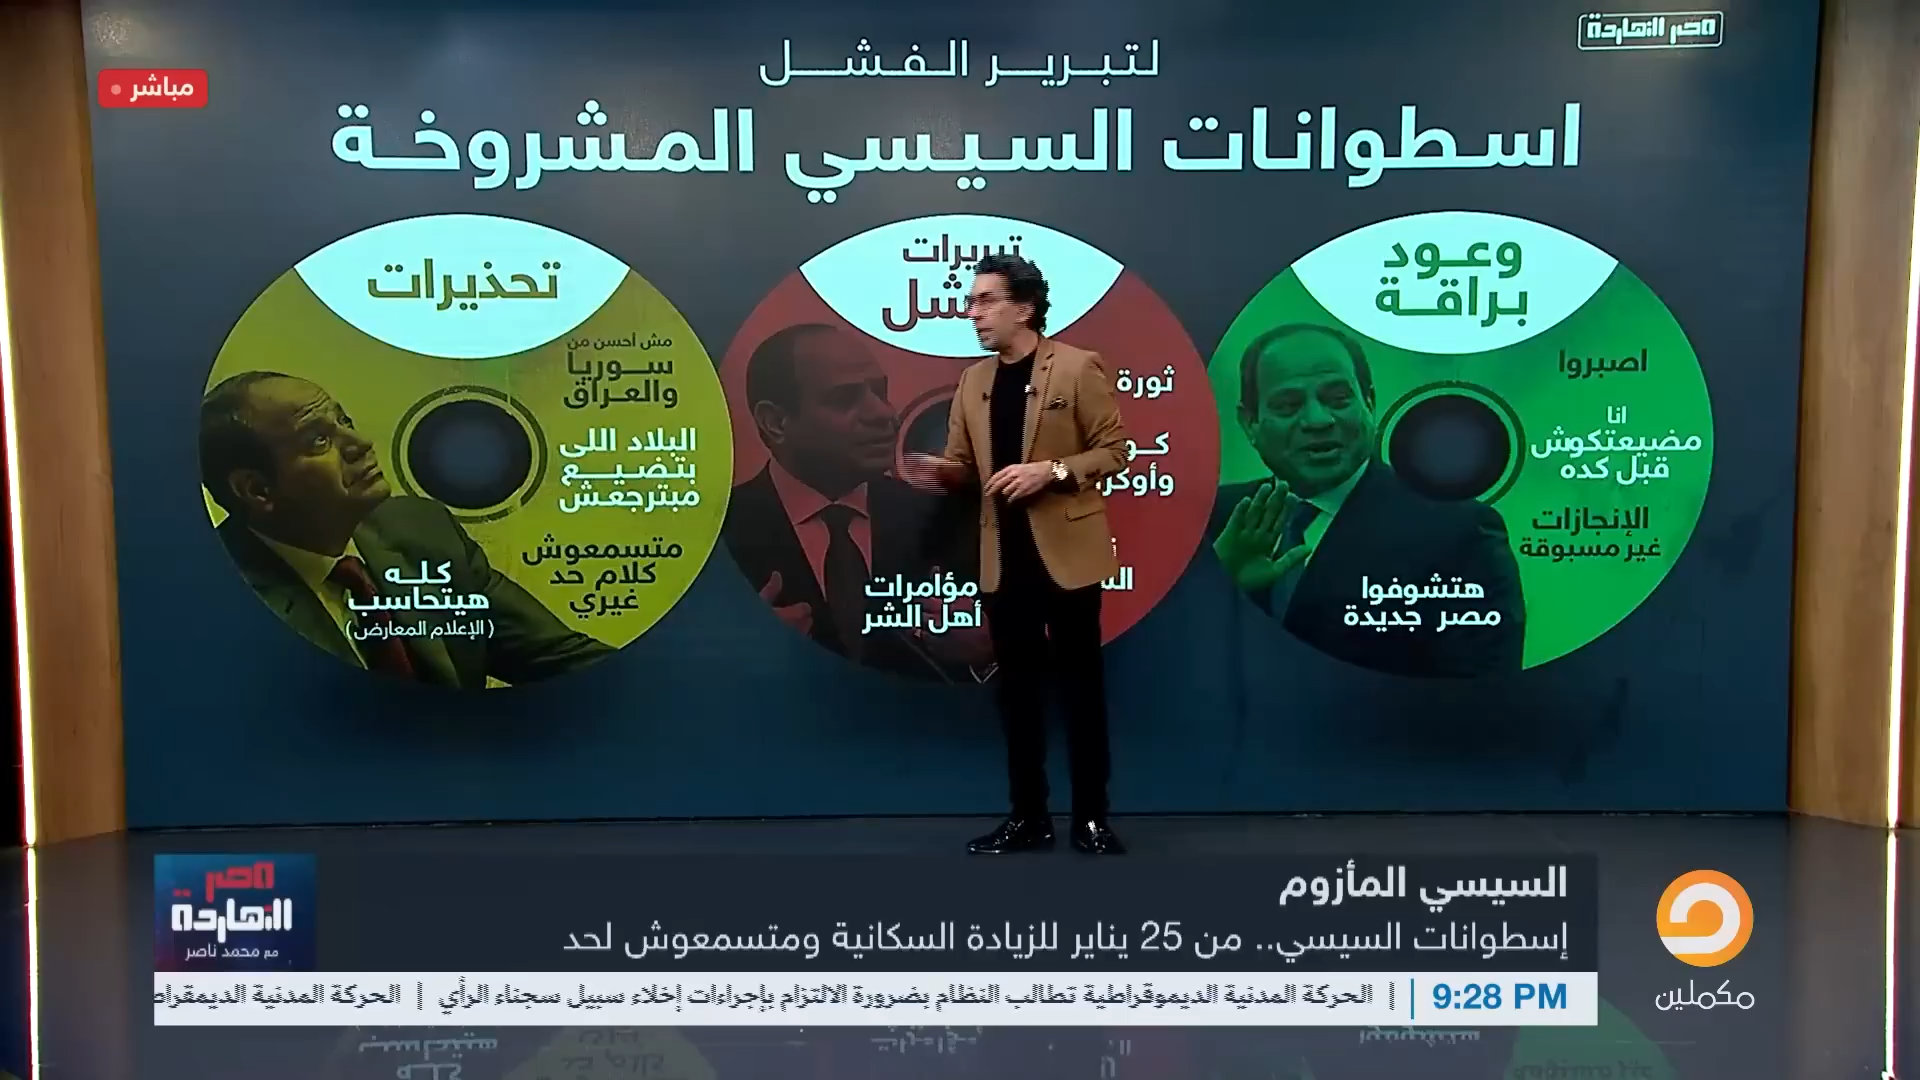 مصر النهاردة
مباشر
لتبرير الفشل
اسطوانات السيسي المشروخة
وعود
براقة
اصبروا
انا
مضيعتكوش
قبل كده
الإنجازات
غير مسبوقة
هتشوفوا
مصر جديدة
تبريرات
ثورة
مؤامرات
أهل الشر
تحذيرات
مش أحسن من
سوريا
والعراق
البلاد اللى
بتضيع
مبترجعش
متسمعوش
كلام حد
غيري
كله
هيتحاسب
(الإعلام المعارض)
السيسي المأزوم
إسطوانات السيسي.. من 25 يناير للزيادة السكانية ومتسمعوش لحد
مصر
النهاردة
مع محمد ناصر
9:28 PM | الحركة المدنية الديموقراطية تطالب النظام بضرورة الالتزام بإجراءات إخلاء سبيل سجناء الرأي | الحركة المدنية
مكملين